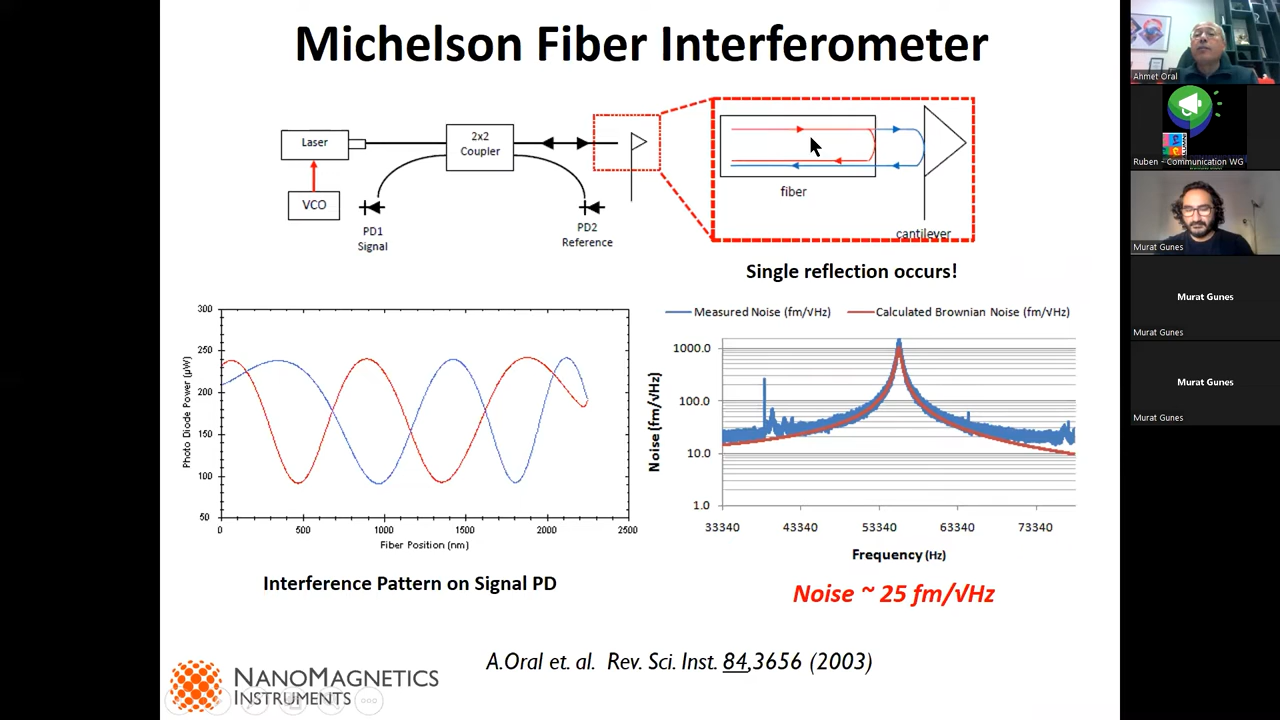 Michelson Fiber Interferometer
Laser
VCO
2x2
Coupler
PD1
Signal
PD2
Reference
fiber
cantilever
Single reflection occurs!
300
250
200
150
100
50
0
500
1000
1500
2000
2500
Photo Diode Power (µW)
Fiber Position (nm)
Interference Pattern on Signal PD
Measured Noise (fm/√Hz)
Calculated Brownian Noise (fm/√Hz)
1000.0
100.0
10.0
1.0
33340
43340
53340
63340
73340
Noise (fm/√Hz)
Frequency (Hz)
Noise ~ 25 fm/√Hz
A.Oral et. al. Rev. Sci. Inst. 84,3656 (2003)
NANOMAGNETICS
INSTRUMENTS
Ahmet Oral
Ruben - Communication WG
Murat Gunes
Murat Gunes
Murat Gunes
Murat Gunes
Murat Gunes